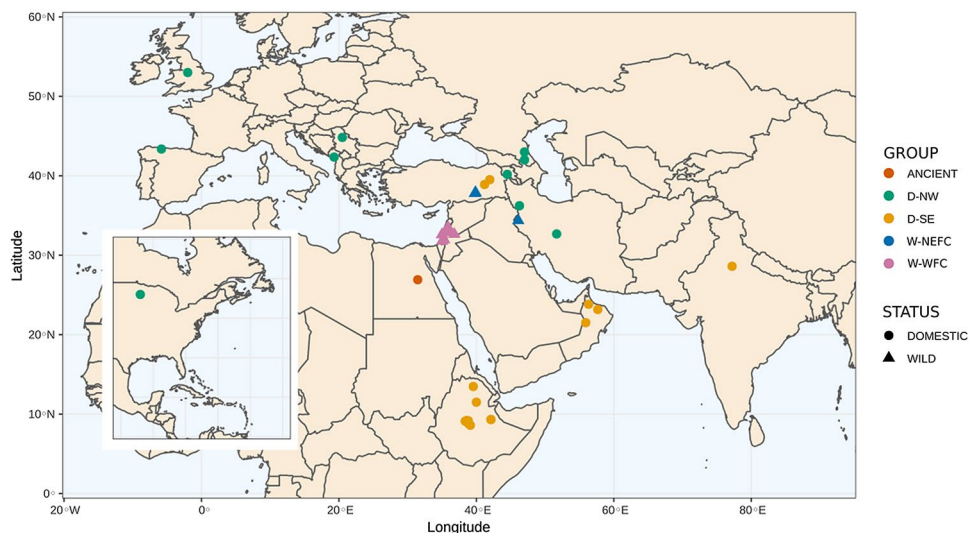 60°N
50°N
40°N
30°N
20°N
10°N
0°
20°W
0°
20°E
40°E
60°E
80°E
Latitude
Longitude
GROUP
ANCIENT
D-NW
D-SE
W-NEFC
W-WFC
STATUS
DOMESTIC
WILD